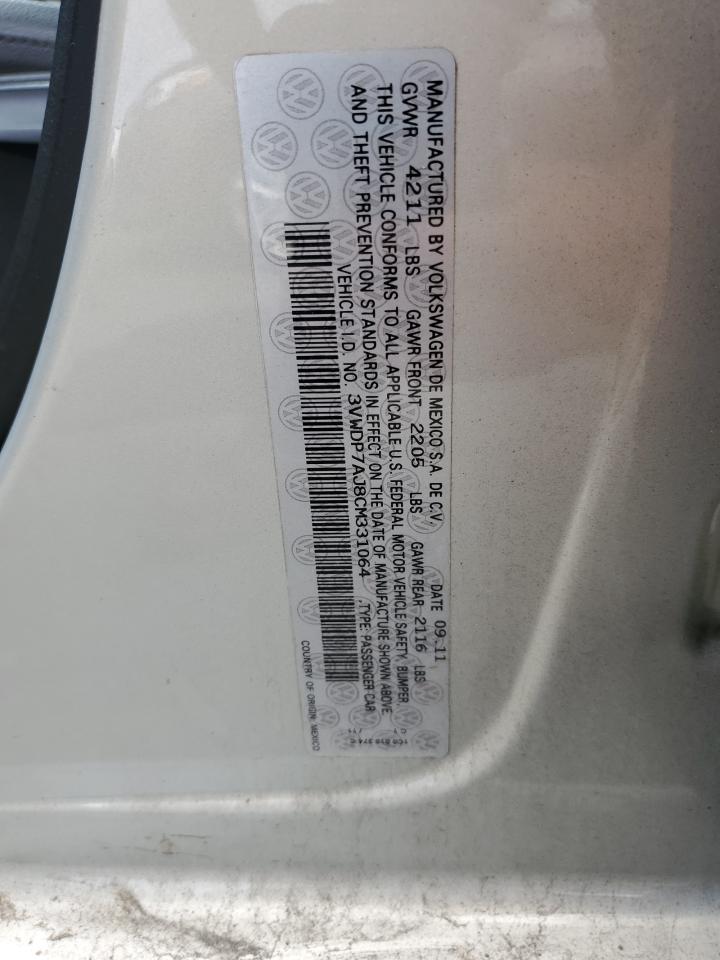 MANUFACTURED BY VOLKSWAGEN DE MEXICO S.A. DE C.V. DATE 09.11
GVWR 4211 LBS GAWR FRONT 2205 LBS GAWR REAR 2116 LBS
THIS VEHICLE CONFORMS TO ALL APPLICABLE U.S. FEDERAL MOTOR VEHICLE SAFETY, BUMPER,
AND THEFT PREVENTION STANDARDS IN EFFECT ON THE DATE OF MANUFACTURE SHOWN ABOVE.
VEHICLE I.D. NO. 3VWDP7AJ8CM331064 TYPE: PASSENGER CAR
COUNTRY OF ORIGIN: MEXICO